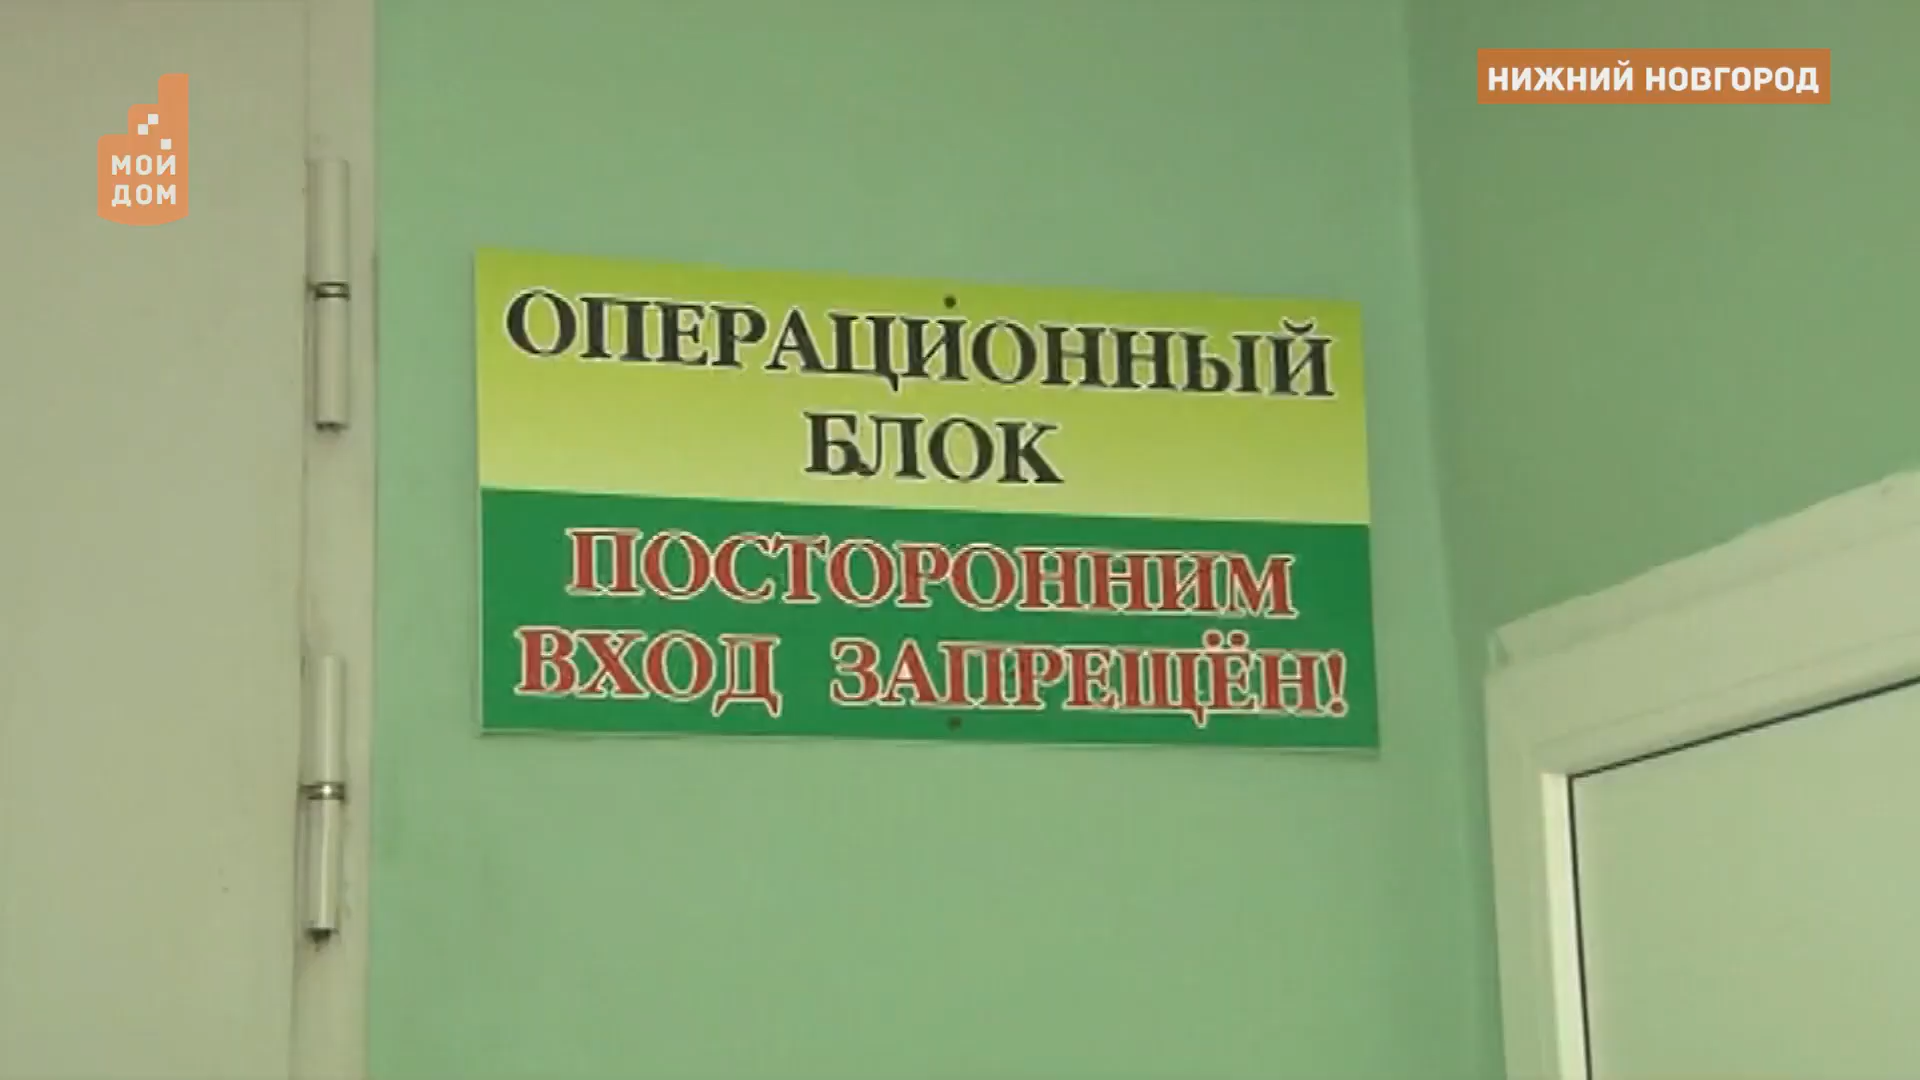 МОЙ
ДОМ
НИЖНИЙ НОВГОРОД
ОПЕРАЦИОННЫЙ
БЛОК
ПОСТОРОННИМ
ВХОД ЗАПРЕЩЁН!